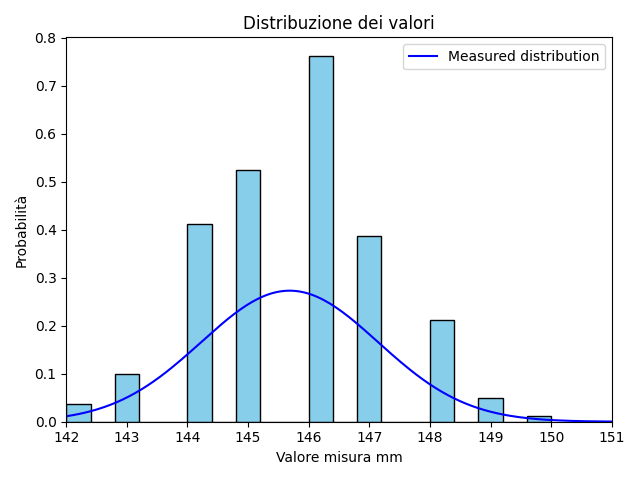 Distribuzione dei valori
Measured distribution
0.8
0.7
0.6
0.5
0.4
0.3
0.2
0.1
0.0
Probabilità
142 143 144 145 146 147 148 149 150 151
Valore misura mm